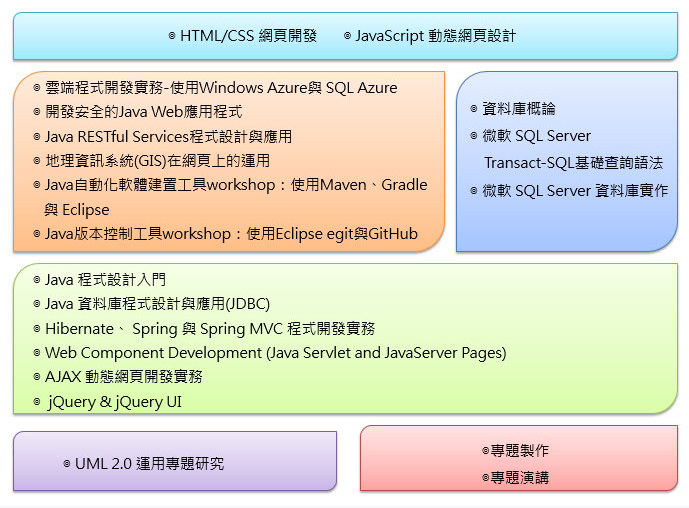 ◎ HTML/CSS 網頁開發 ◎ JavaScript 動態網頁設計
◎ 雲端程式開發實務-使用Windows Azure與 SQL Azure
◎ 開發安全的Java Web應用程式
◎ Java RESTful Services程式設計與應用
◎ 地理資訊系統(GIS)在網頁上的運用
◎ Java自動化軟體建置工具workshop：使用Maven、Gradle
與 Eclipse
◎ Java版本控制工具workshop：使用Eclipse egit與GitHub
◎ 資料庫概論
◎ 微軟 SQL Server
Transact-SQL基礎查詢語法
◎ 微軟 SQL Server 資料庫實作
◎ Java 程式設計入門
◎ Java 資料庫程式設計與應用(JDBC)
◎ Hibernate、 Spring 與 Spring MVC 程式開發實務
◎ Web Component Development (Java Servlet and JavaServer Pages)
◎ AJAX 動態網頁開發實務
◎ jQuery & jQuery UI
◎ UML 2.0 運用專題研究
◎專題製作
◎專題演講